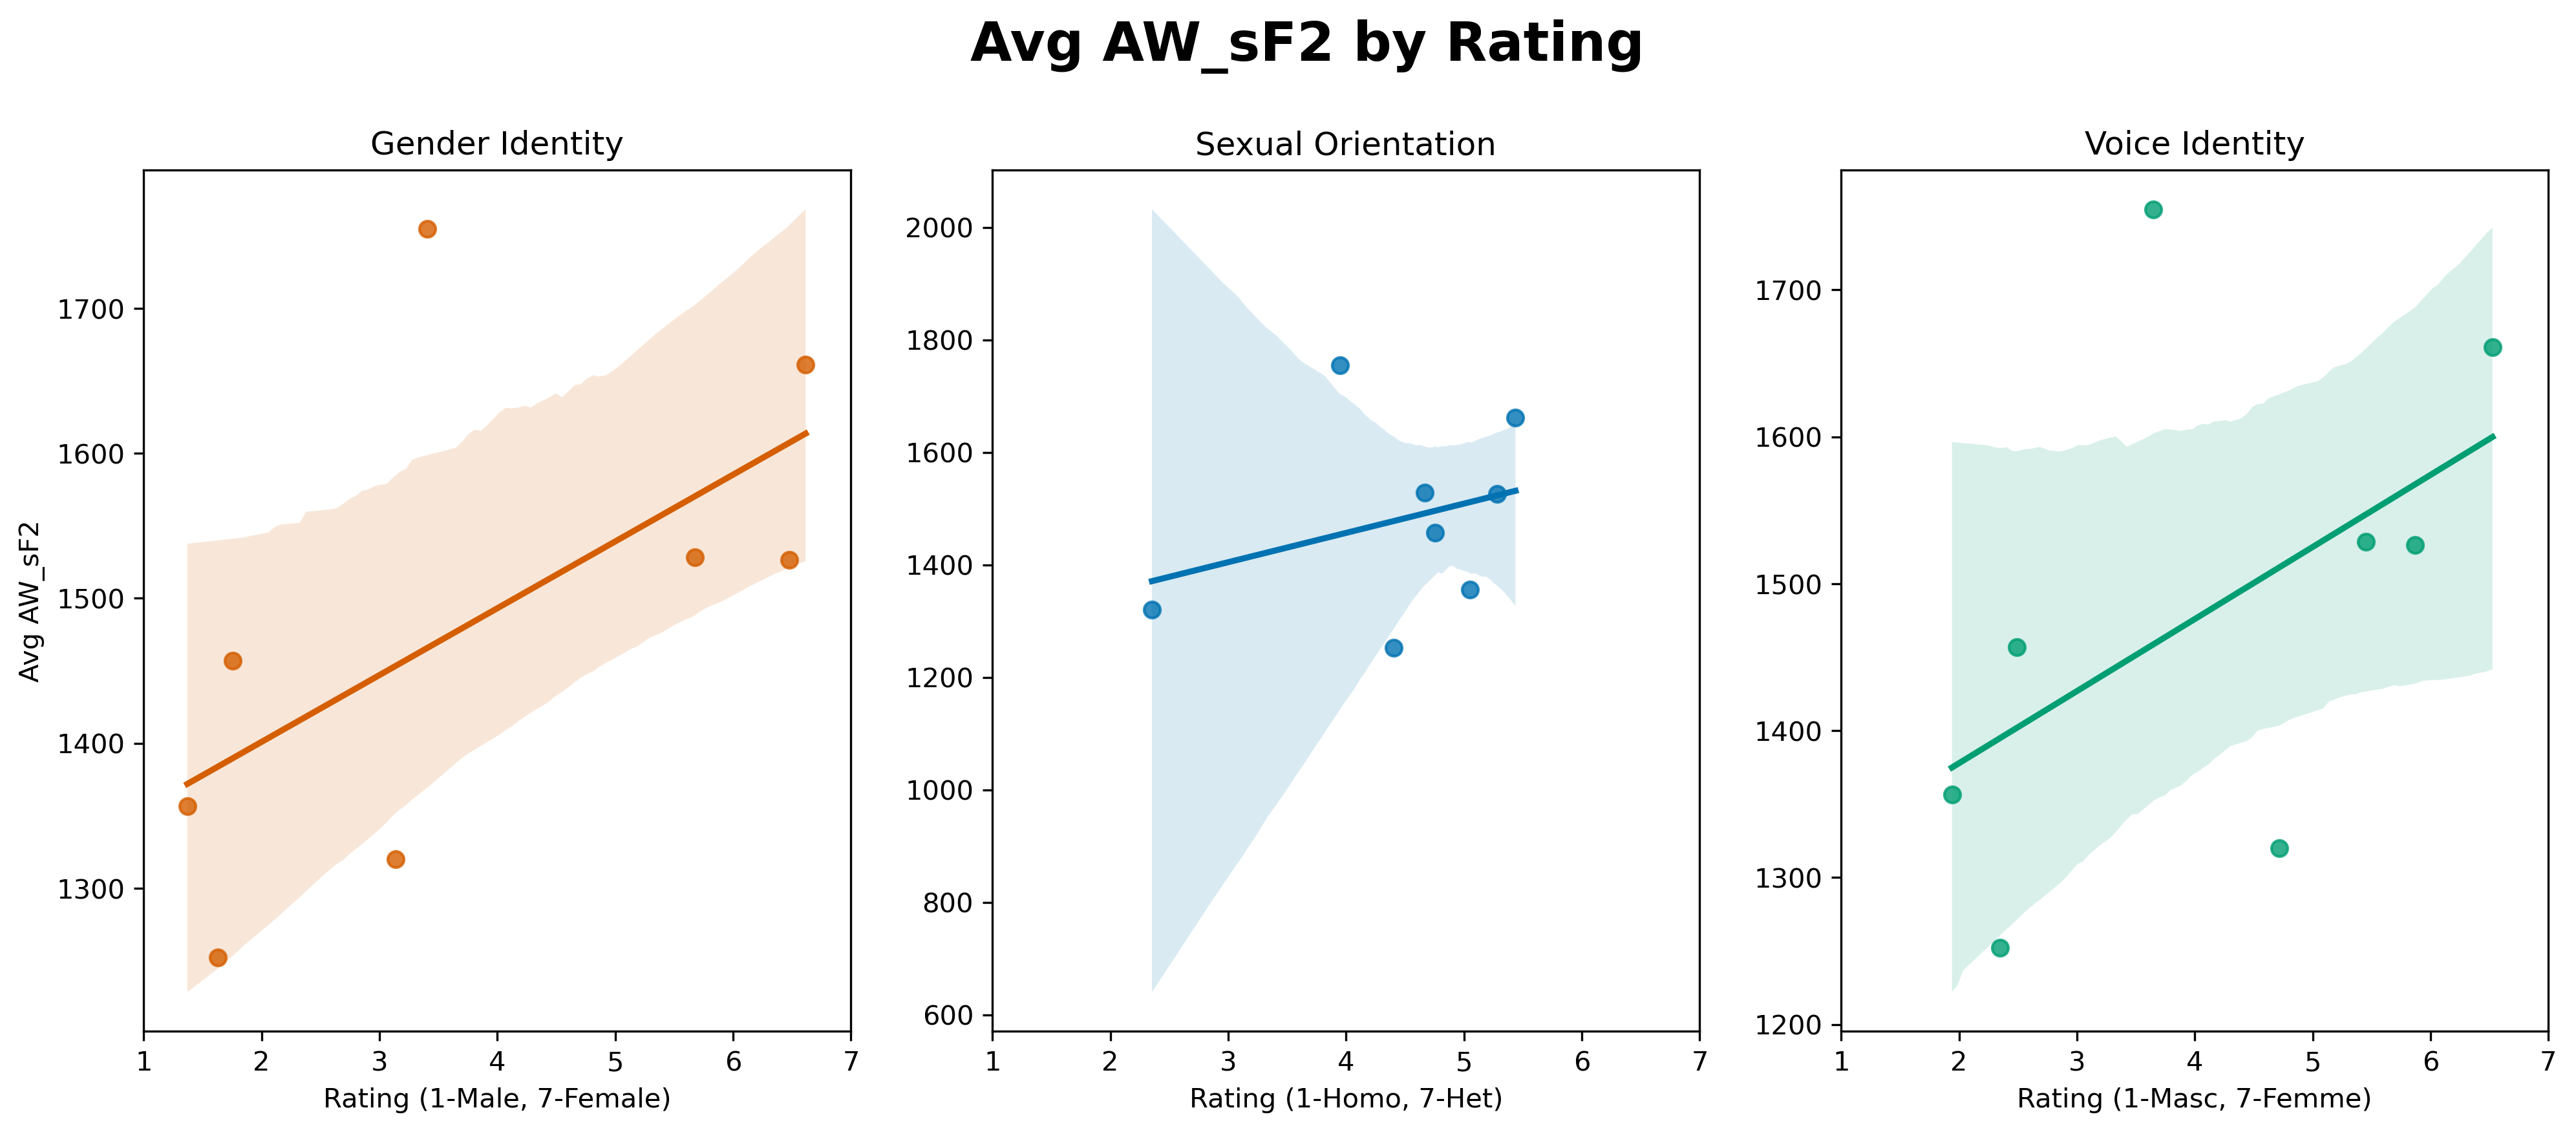 Avg AW_sF2 by Rating
Gender Identity
Sexual Orientation
Voice Identity
Avg AW_sF2
1700
1600
1500
1400
1300
1 2 3 4 5 6 7
Rating (1-Male, 7-Female)
2000
1800
1600
1400
1200
1000
800
600
1 2 3 4 5 6 7
Rating (1-Homo, 7-Het)
1700
1600
1500
1400
1300
1200
1 2 3 4 5 6 7
Rating (1-Masc, 7-Femme)